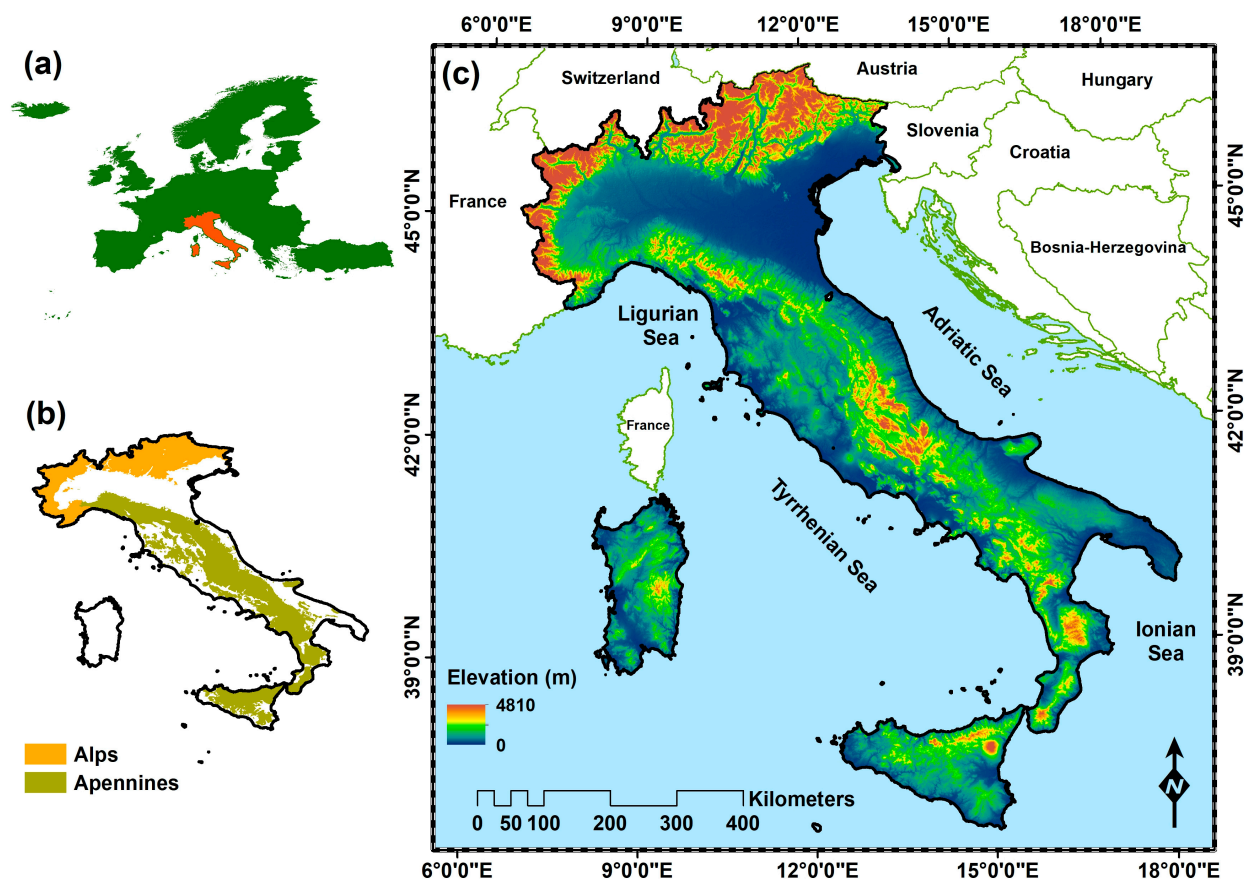 6°0'0"E 9°0'0"E 12°0'0"E 15°0'0"E 18°0'0"E
(a)
(b)
Alps
Apennines
(c)
Switzerland
Austria
Hungary
Slovenia
Croatia
France
Bosnia-Herzegovina
Ligurian
Sea
Adriatic Sea
France
Tyrrhenian Sea
Ionian
Sea
45°0'0"N
42°0'0"N
39°0'0"N
45°0'0"N
42°0'0"N
39°0'0"N
Elevation (m)
4810
0
Kilometers
0 50 100 200 300 400
N
6°0'0"E 9°0'0"E 12°0'0"E 15°0'0"E 18°0'0"E